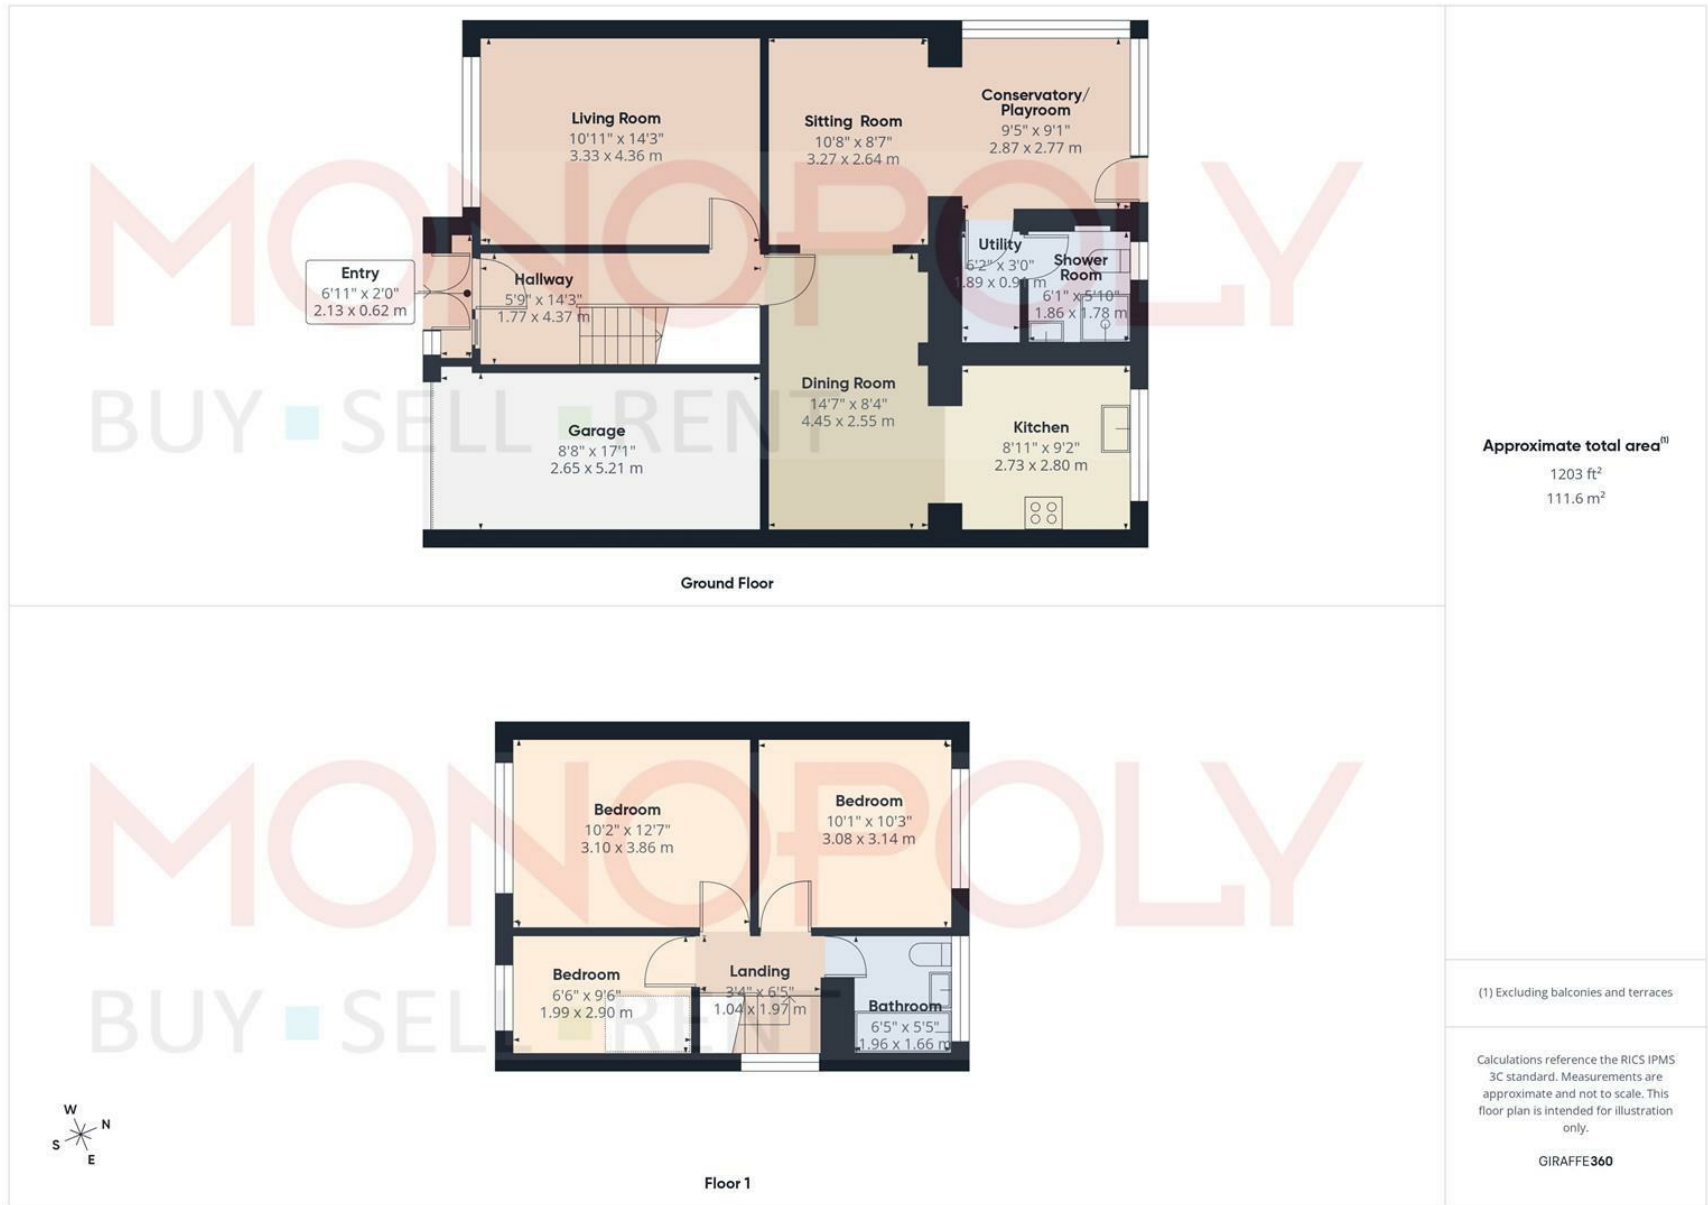 Living Room
10'11" x 14'3"
3.33 x 4.36 m
Sitting Room
10'8" x 8'7"
3.27 x 2.64 m
Conservatory/
Playroom
9'5" x 9'1"
2.87 x 2.77 m
MONOPOLY
BUY SELL RENT
Entry
6'11" x 2'0"
2.13 x 0.62 m
Hallway
5'9" x 14'3"
1.77 x 4.37 m
Utility
6'2" x 3'0"
1.89 x 0.91 m
Shower
Room
6'1" x 5'10"
1.86 x 1.78 m
Dining Room
14'7" x 8'4"
4.45 x 2.55 m
Garage
8'8" x 17'1"
2.65 x 5.21 m
Kitchen
8'11" x 9'2"
2.73 x 2.80 m
Ground Floor
Approximate total area(1)
1203 ft²
111.6 m²
MONOPOLY
BUY SELL RENT
Bedroom
10'2" x 12'7"
3.10 x 3.86 m
Bedroom
10'1" x 10'3"
3.08 x 3.14 m
Bedroom
6'6" x 9'6"
1.99 x 2.90 m
Landing
3'4" x 6'5"
1.04 x 1.97 m
Bathroom
6'5" x 5'5"
1.96 x 1.66 m
W
N
S
E
Floor 1
(1) Excluding balconies and terraces
Calculations reference the RICS IPMS
3C standard. Measurements are
approximate and not to scale. This
floor plan is intended for illustration
only.
GIRAFFE360